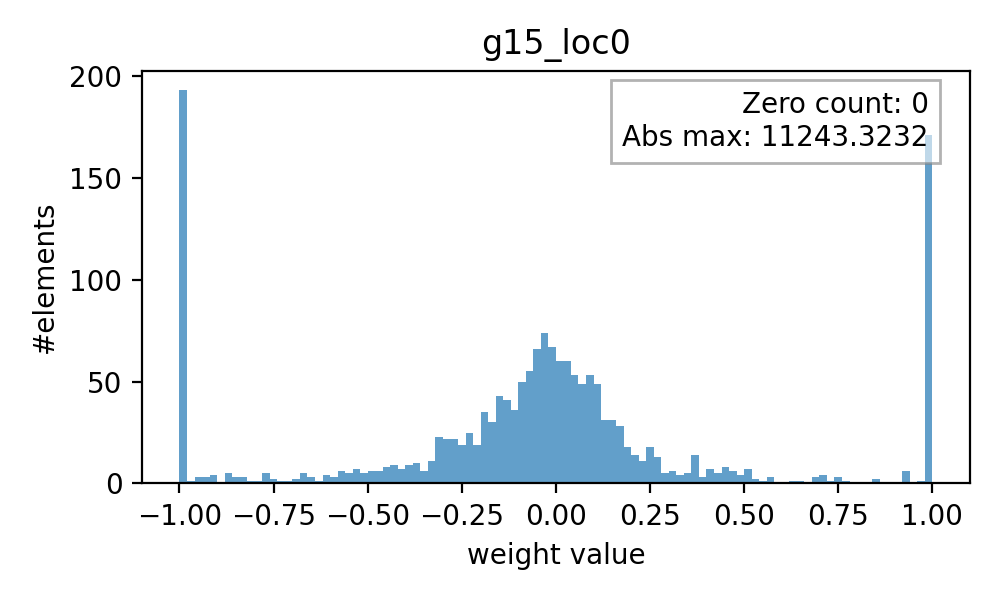 g15_loc0
Zero count: 0
Abs max: 11243.3232
200
150
100
50
0
#elements
−1.00 −0.75 −0.50 −0.25 0.00 0.25 0.50 0.75 1.00
weight value